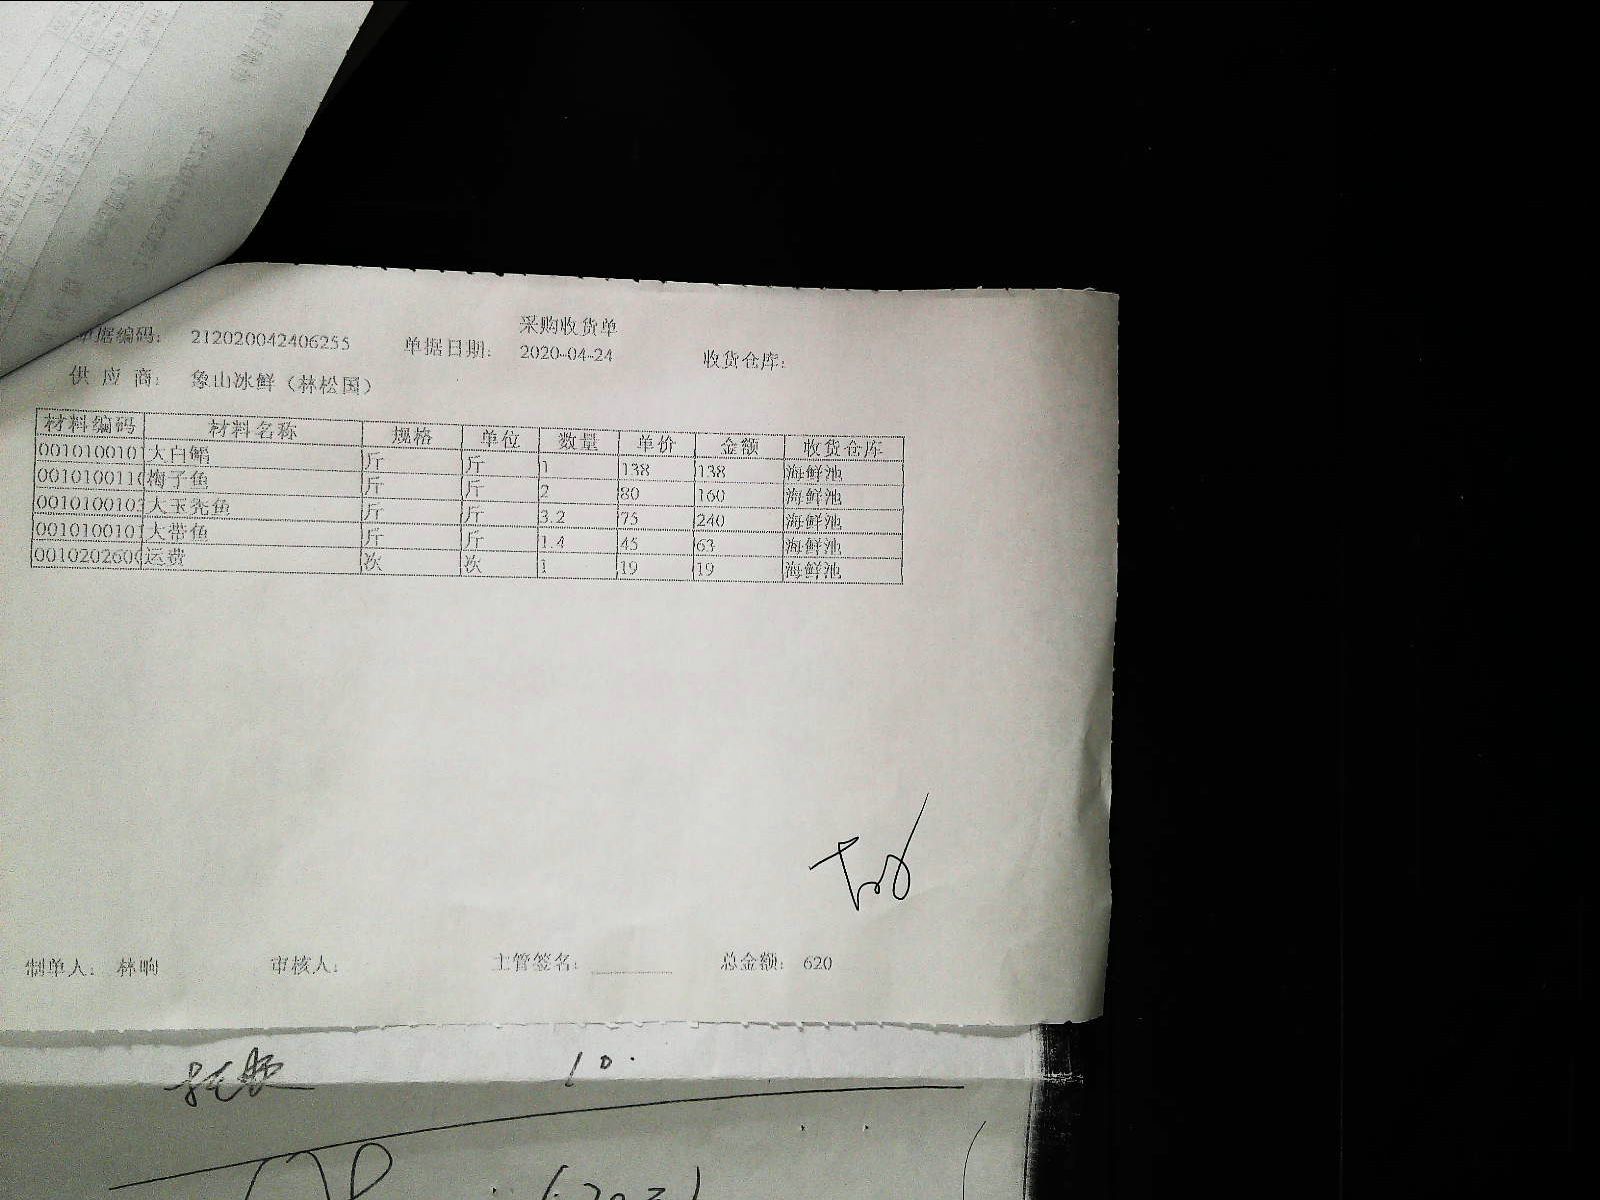 采购收货单
单据编码： 212020042406255 单据日期： 2020-04-24 收货仓库：
供 应 商： 象山冰鲜（林松国）
材料编码 材料名称 规格 单位 数量 单价 金额 收货仓库
0010100101 大白鲳 斤 斤 1 138 138 海鲜池
001010011 梅子鱼 斤 斤 2 80 160 海鲜池
001010010 大玉秃鱼 斤 斤 3.2 75 240 海鲜池
0010100101 大带鱼 斤 斤 1.4 45 63 海鲜池
001020260 运费 次 次 1 19 19 海鲜池
制单人： 林响 审核人： 主管签名： 总金额： 620
10.